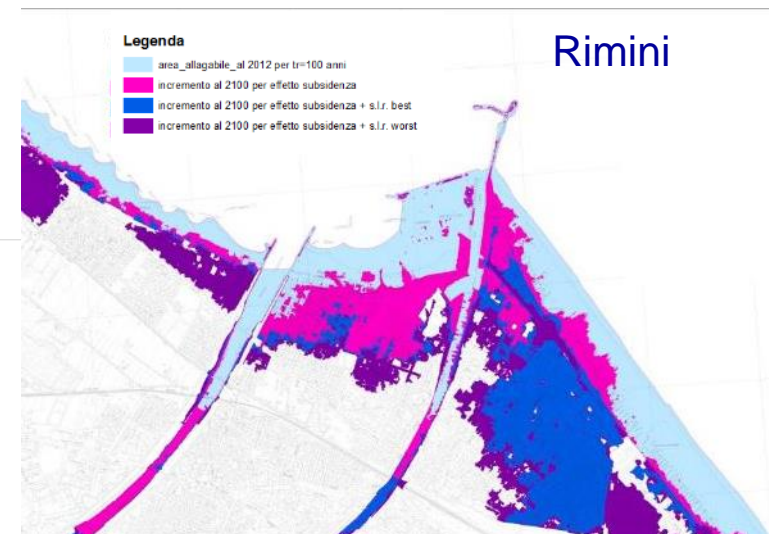 Rimini
Legenda
area_allagabile_al 2012 per tr=100 anni
incremento al 2100 per effetto subsidenza
incremento al 2100 per effetto subsidenza + s.l.r. best
incremento al 2100 per effetto subsidenza + s.l.r. worst